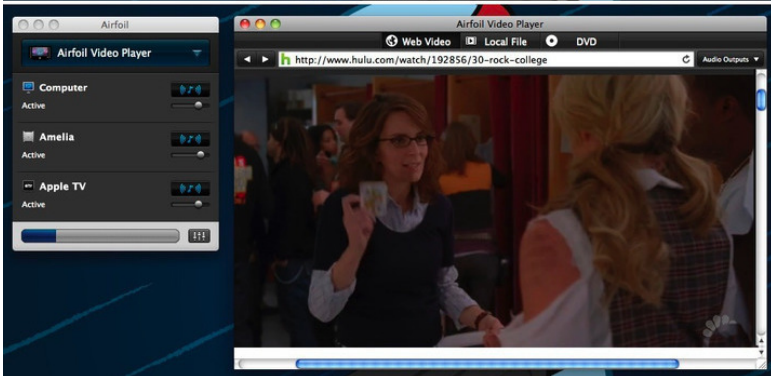 Airfoil
Airfoil Video Player
Computer
Active
Amelia
Active
Apple TV
Active
Airfoil Video Player
Web Video Local File DVD
h http://www.hulu.com/watch/192856/30-rock-college Audio Outputs